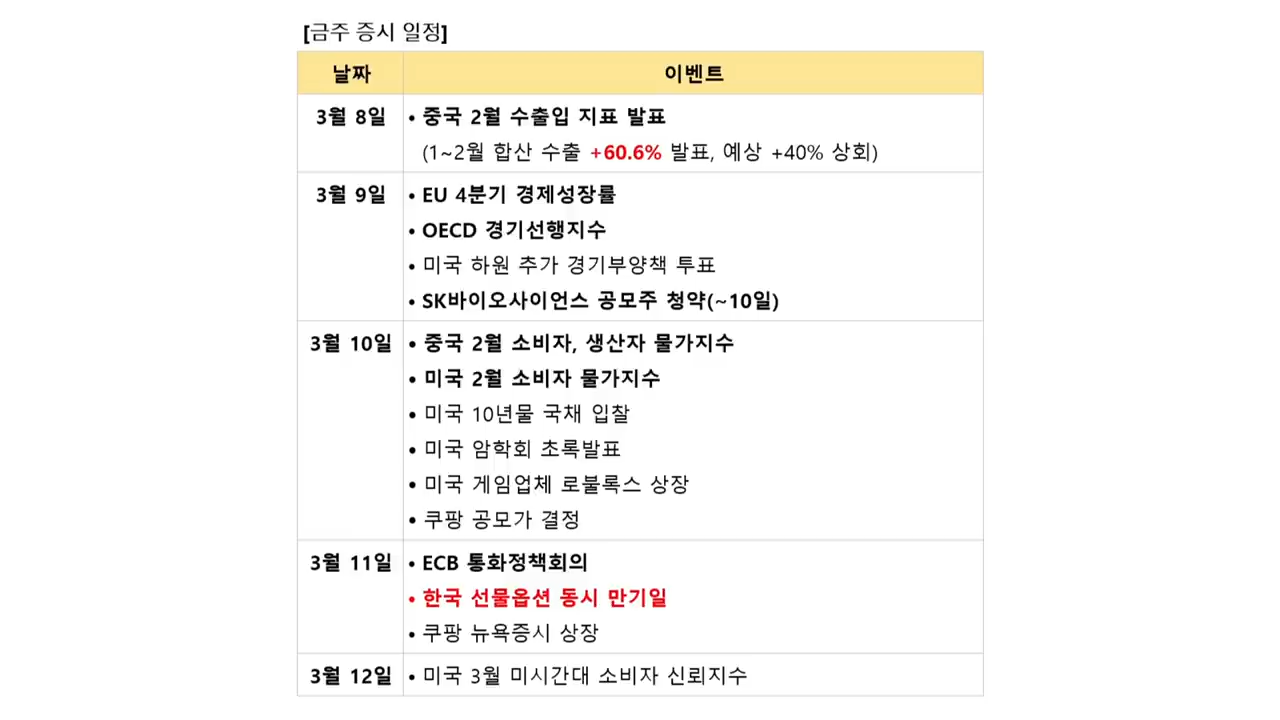 [금주 증시 일정]
날짜 이벤트
3월 8일 • 중국 2월 수출입 지표 발표
(1~2월 합산 수출 +60.6% 발표, 예상 +40% 상회)
3월 9일 • EU 4분기 경제성장률
• OECD 경기선행지수
• 미국 하원 추가 경기부양책 투표
• SK바이오사이언스 공모주 청약(~10일)
3월 10일 • 중국 2월 소비자, 생산자 물가지수
• 미국 2월 소비자 물가지수
• 미국 10년물 국채 입찰
• 미국 암학회 초록발표
• 미국 게임업체 로불록스 상장
• 쿠팡 공모가 결정
3월 11일 • ECB 통화정책회의
• 한국 선물옵션 동시 만기일
• 쿠팡 뉴욕증시 상장
3월 12일 • 미국 3월 미시간대 소비자 신뢰지수